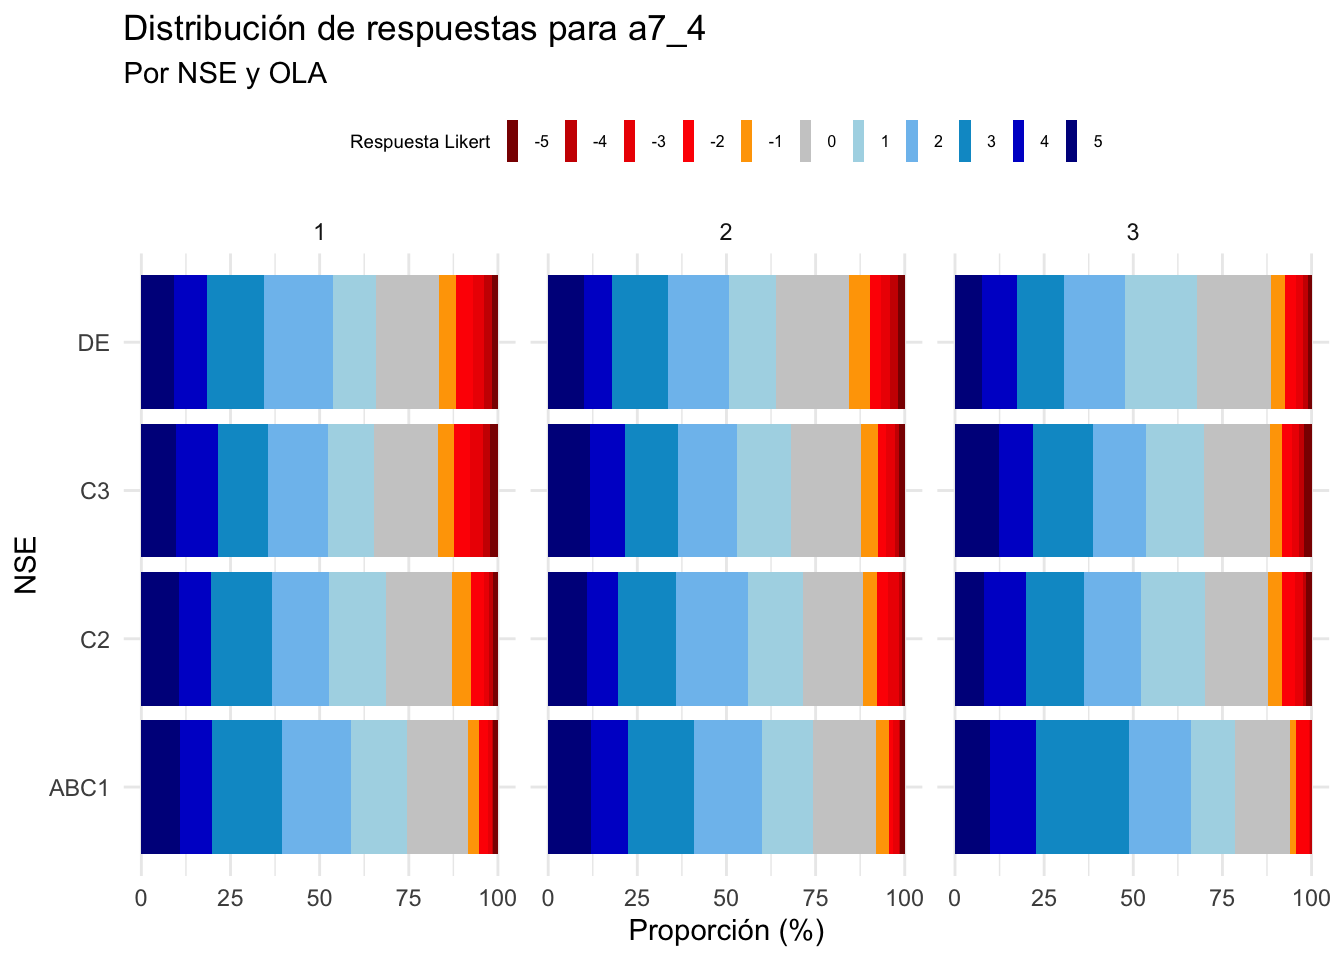 Distribución de respuestas para a7_4
Por NSE y OLA
Respuesta Likert -5 -4 -3 -2 -1 0 1 2 3 4 5
1 2 3
DE
C3
C2
ABC1
NSE
0 25 50 75 100 0 25 50 75 100 0 25 50 75 100
Proporción (%)